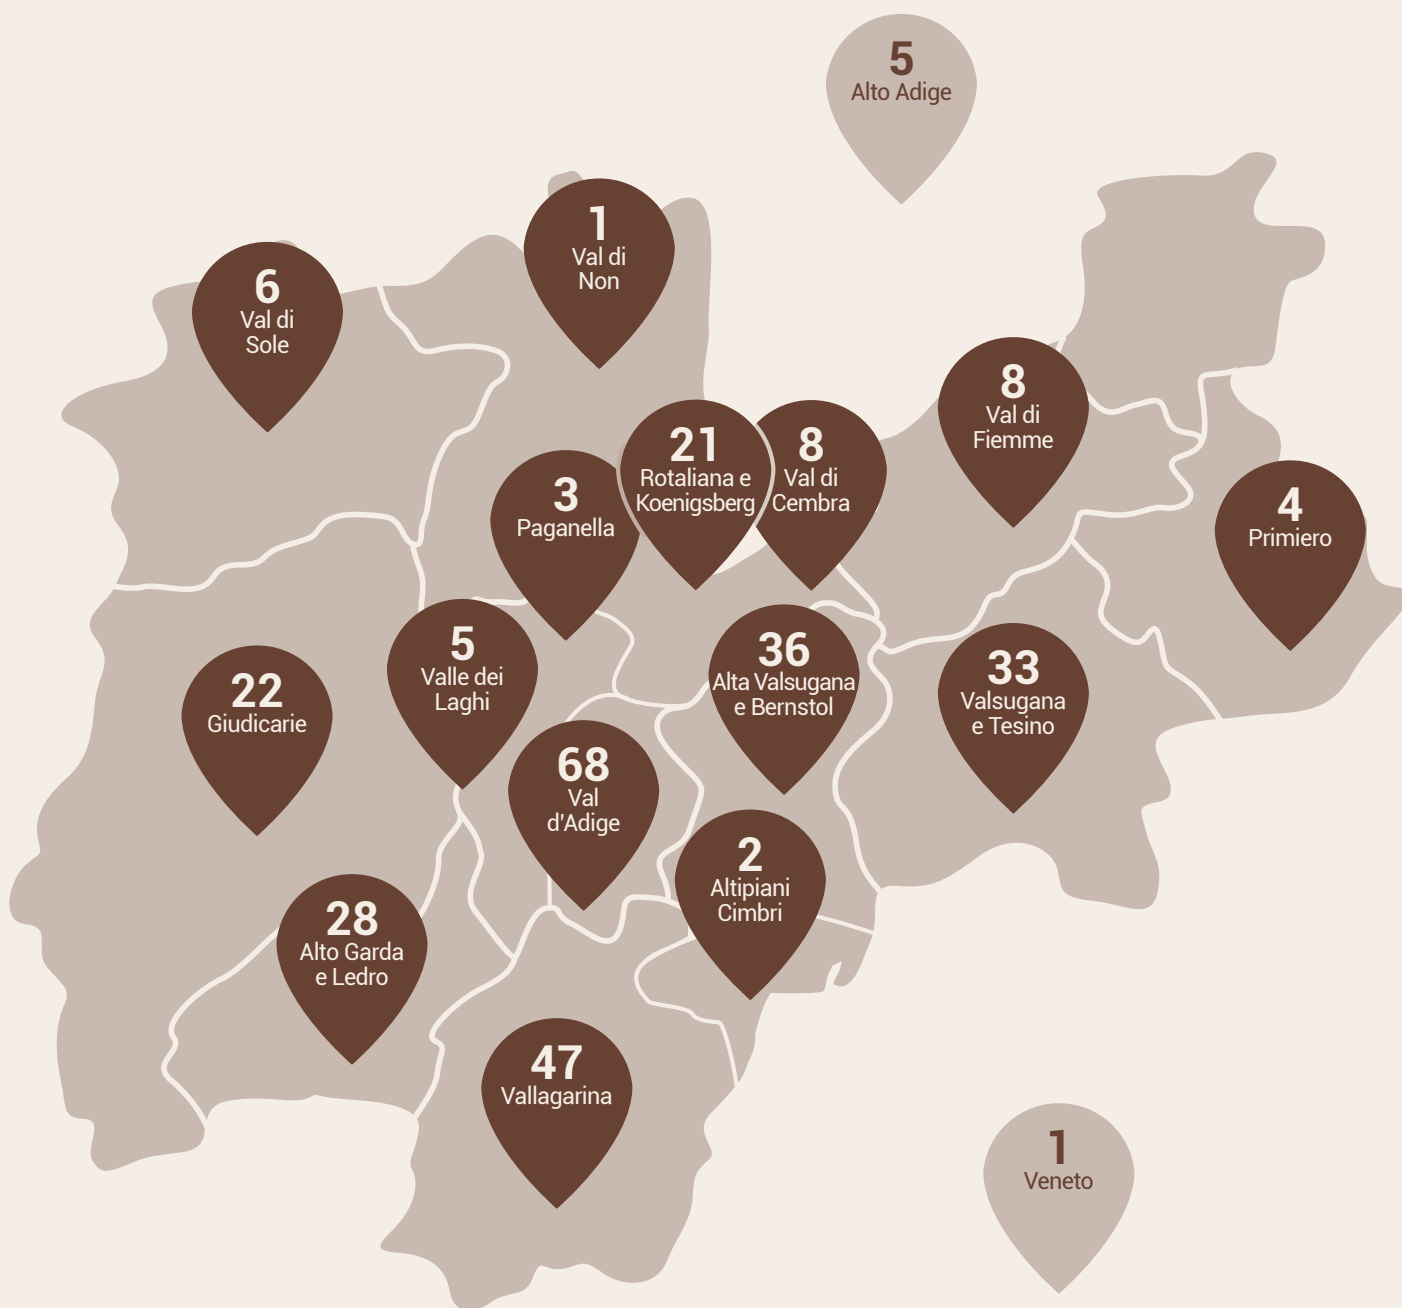 5
Alto Adige
1
Val di
Non
6
Val di
Sole
8
Val di
Fiemme
21
Rotaliana e
Koenigsberg
8
Val di
Cembra
3
Paganella
4
Primiero
5
Valle dei
Laghi
36
Alta Valsugana
e Bernstol
33
Valsugana
e Tesino
22
Giudicarie
68
Val
d'Adige
2
Altipiani
Cimbri
28
Alto Garda
e Ledro
47
Vallagarina
1
Veneto